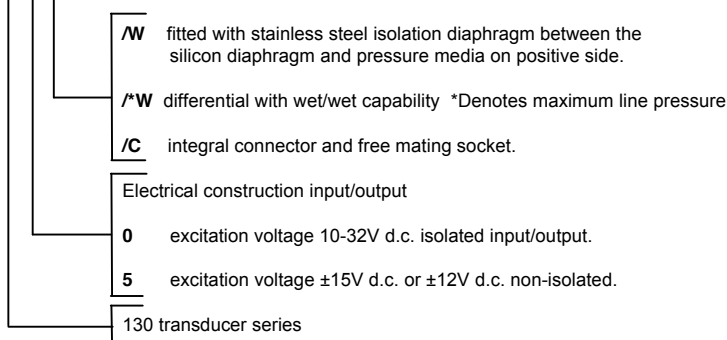 /W fitted with stainless steel isolation diaphragm between the
silicon diaphragm and pressure media on positive side.
/*W differential with wet/wet capability *Denotes maximum line pressure
/C integral connector and free mating socket.
Electrical construction input/output
0 excitation voltage 10-32V d.c. isolated input/output.
5 excitation voltage ±15V d.c. or ±12V d.c. non-isolated.
130 transducer series